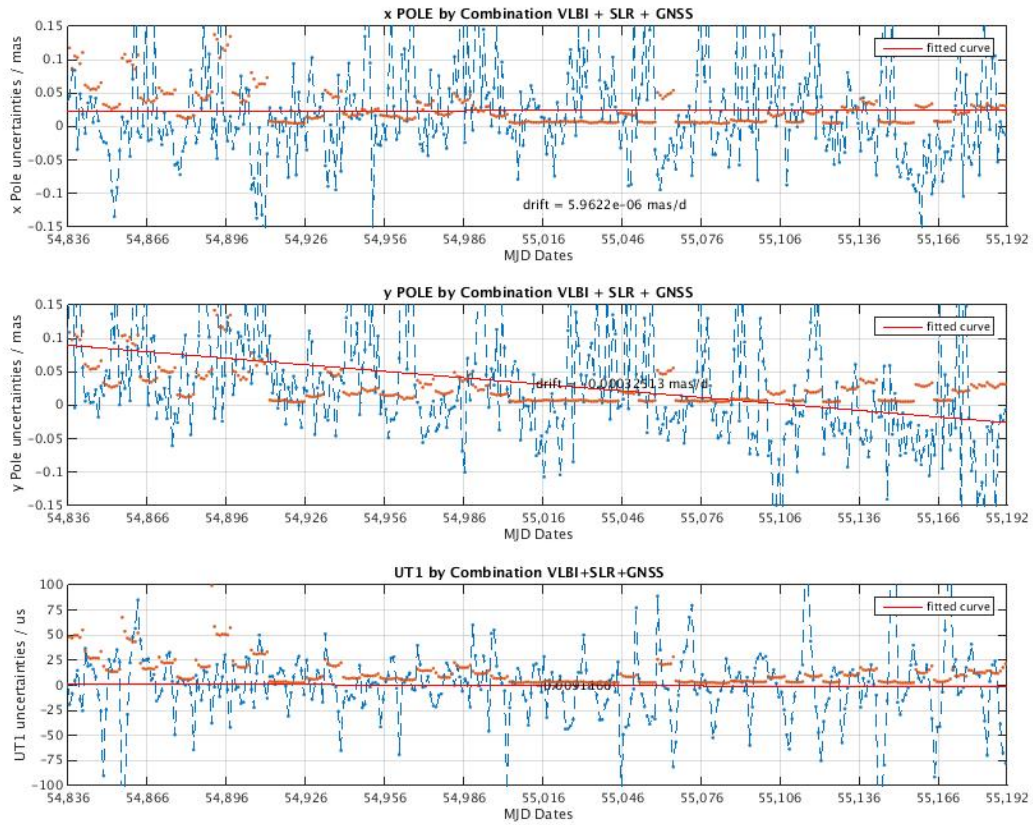 x POLE by Combination VLBI + SLR + GNSS
x Pole uncertainties / mas
0.15
0.1
0.05
0
-0.05
-0.1
-0.15
fitted curve
drift = 5.9622e-06 mas/d
54,836 54,866 54,896 54,926 54,956 54,986 55,016 55,046 55,076 55,106 55,136 55,166 55,192
MJD Dates
y POLE by Combination VLBI + SLR + GNSS
y Pole uncertainties / mas
0.15
0.1
0.05
0
-0.05
-0.1
-0.15
fitted curve
drift = -0.00032513 mas/d
54,836 54,866 54,896 54,926 54,956 54,986 55,016 55,046 55,076 55,106 55,136 55,166 55,192
MJD Dates
UT1 by Combination VLBI+SLR+GNSS
UT1 uncertainties / us
100
75
50
25
0
-25
-50
-75
-100
fitted curve
54,836 54,866 54,896 54,926 54,956 54,986 55,016 55,046 55,076 55,106 55,136 55,166 55,192
MJD Dates